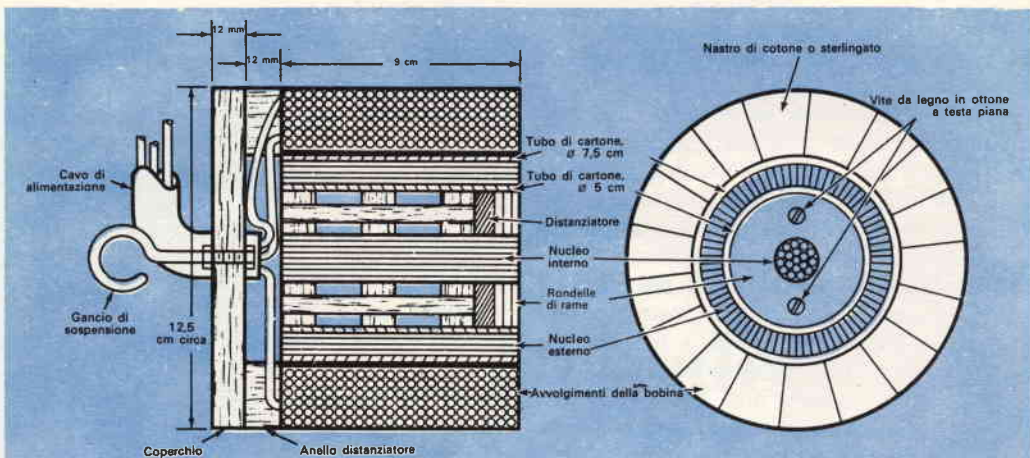 12 mm
12 mm
9 cm
Cavo di
alimentazione
Gancio di
sospensione
12,5
cm circa
Coperchio
Anello distanziatore
Nastro di cotone o sterlingato
Vite da legno in ottone
a testa piana
Tubo di cartone,
ø 7,5 cm
Tubo di cartone,
ø 5 cm
Distanziatore
Nucleo
interno
Rondelle
di rame
Nucleo
esterno
Avvolgimenti della bobina